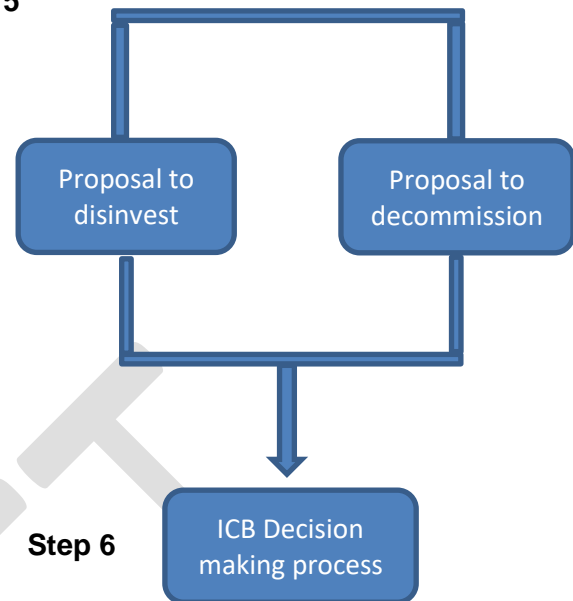 5
Proposal to
disinvest
Proposal to
decommission
Step 6
ICB Decision
making process